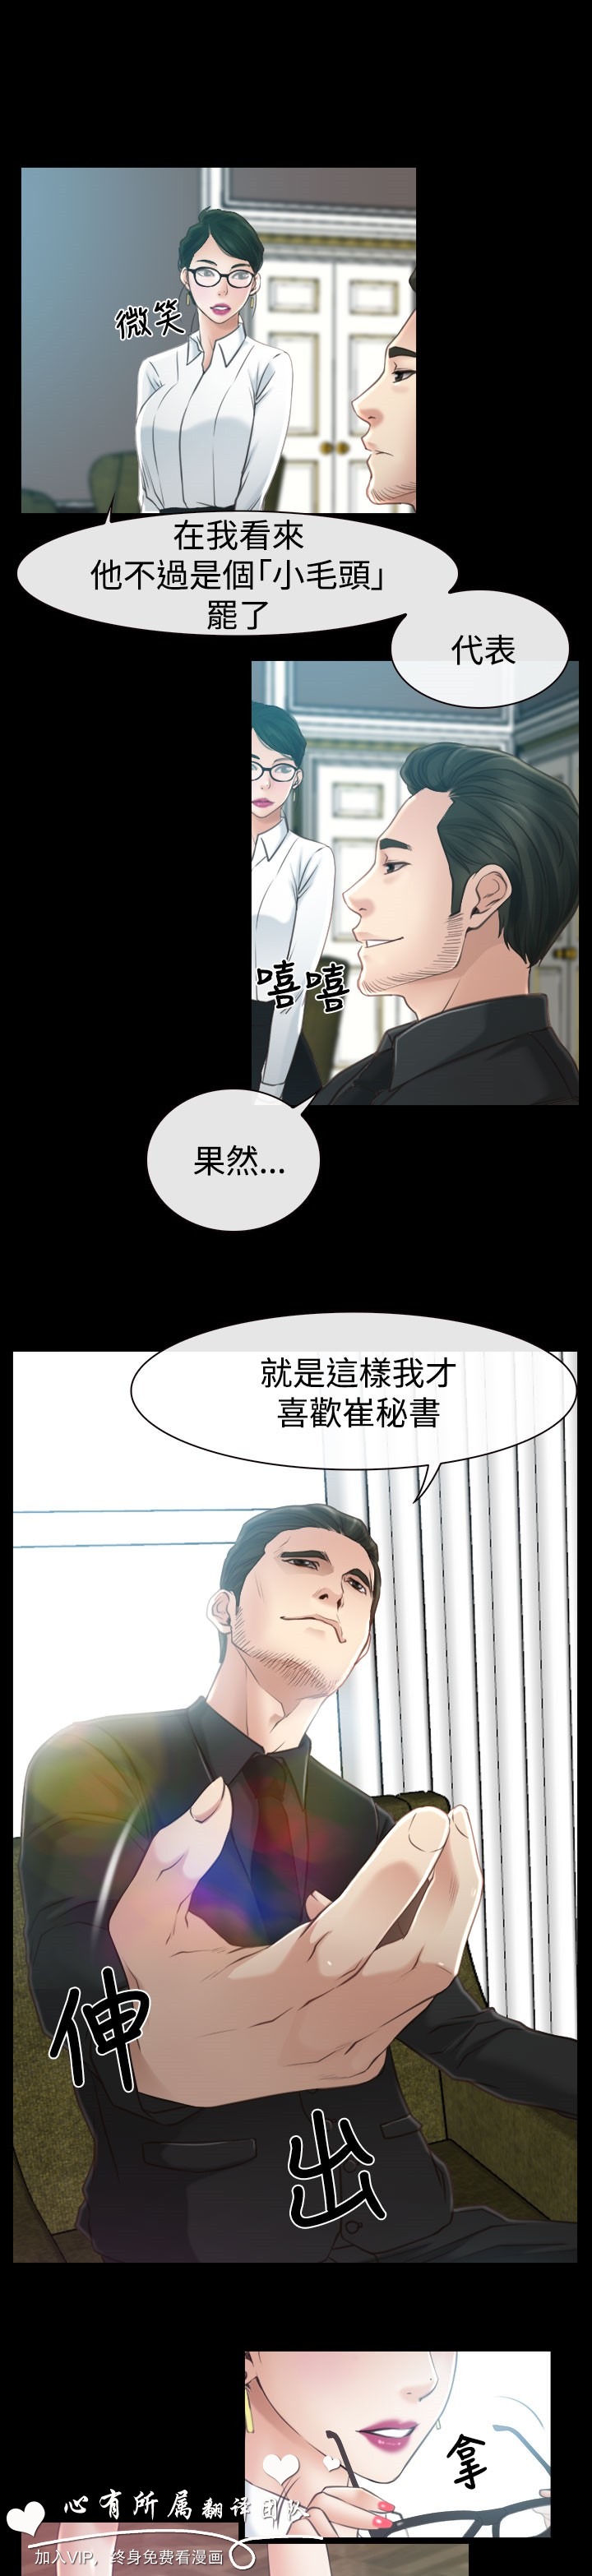 微笑
在我看來
他不過是個「小毛頭」
罷了
代表
嘻嘻
果然...
就是這樣我才
喜歡崔秘書
伸
出
拿
心有所属翻译团队
加入VIP，终身免费看漫画